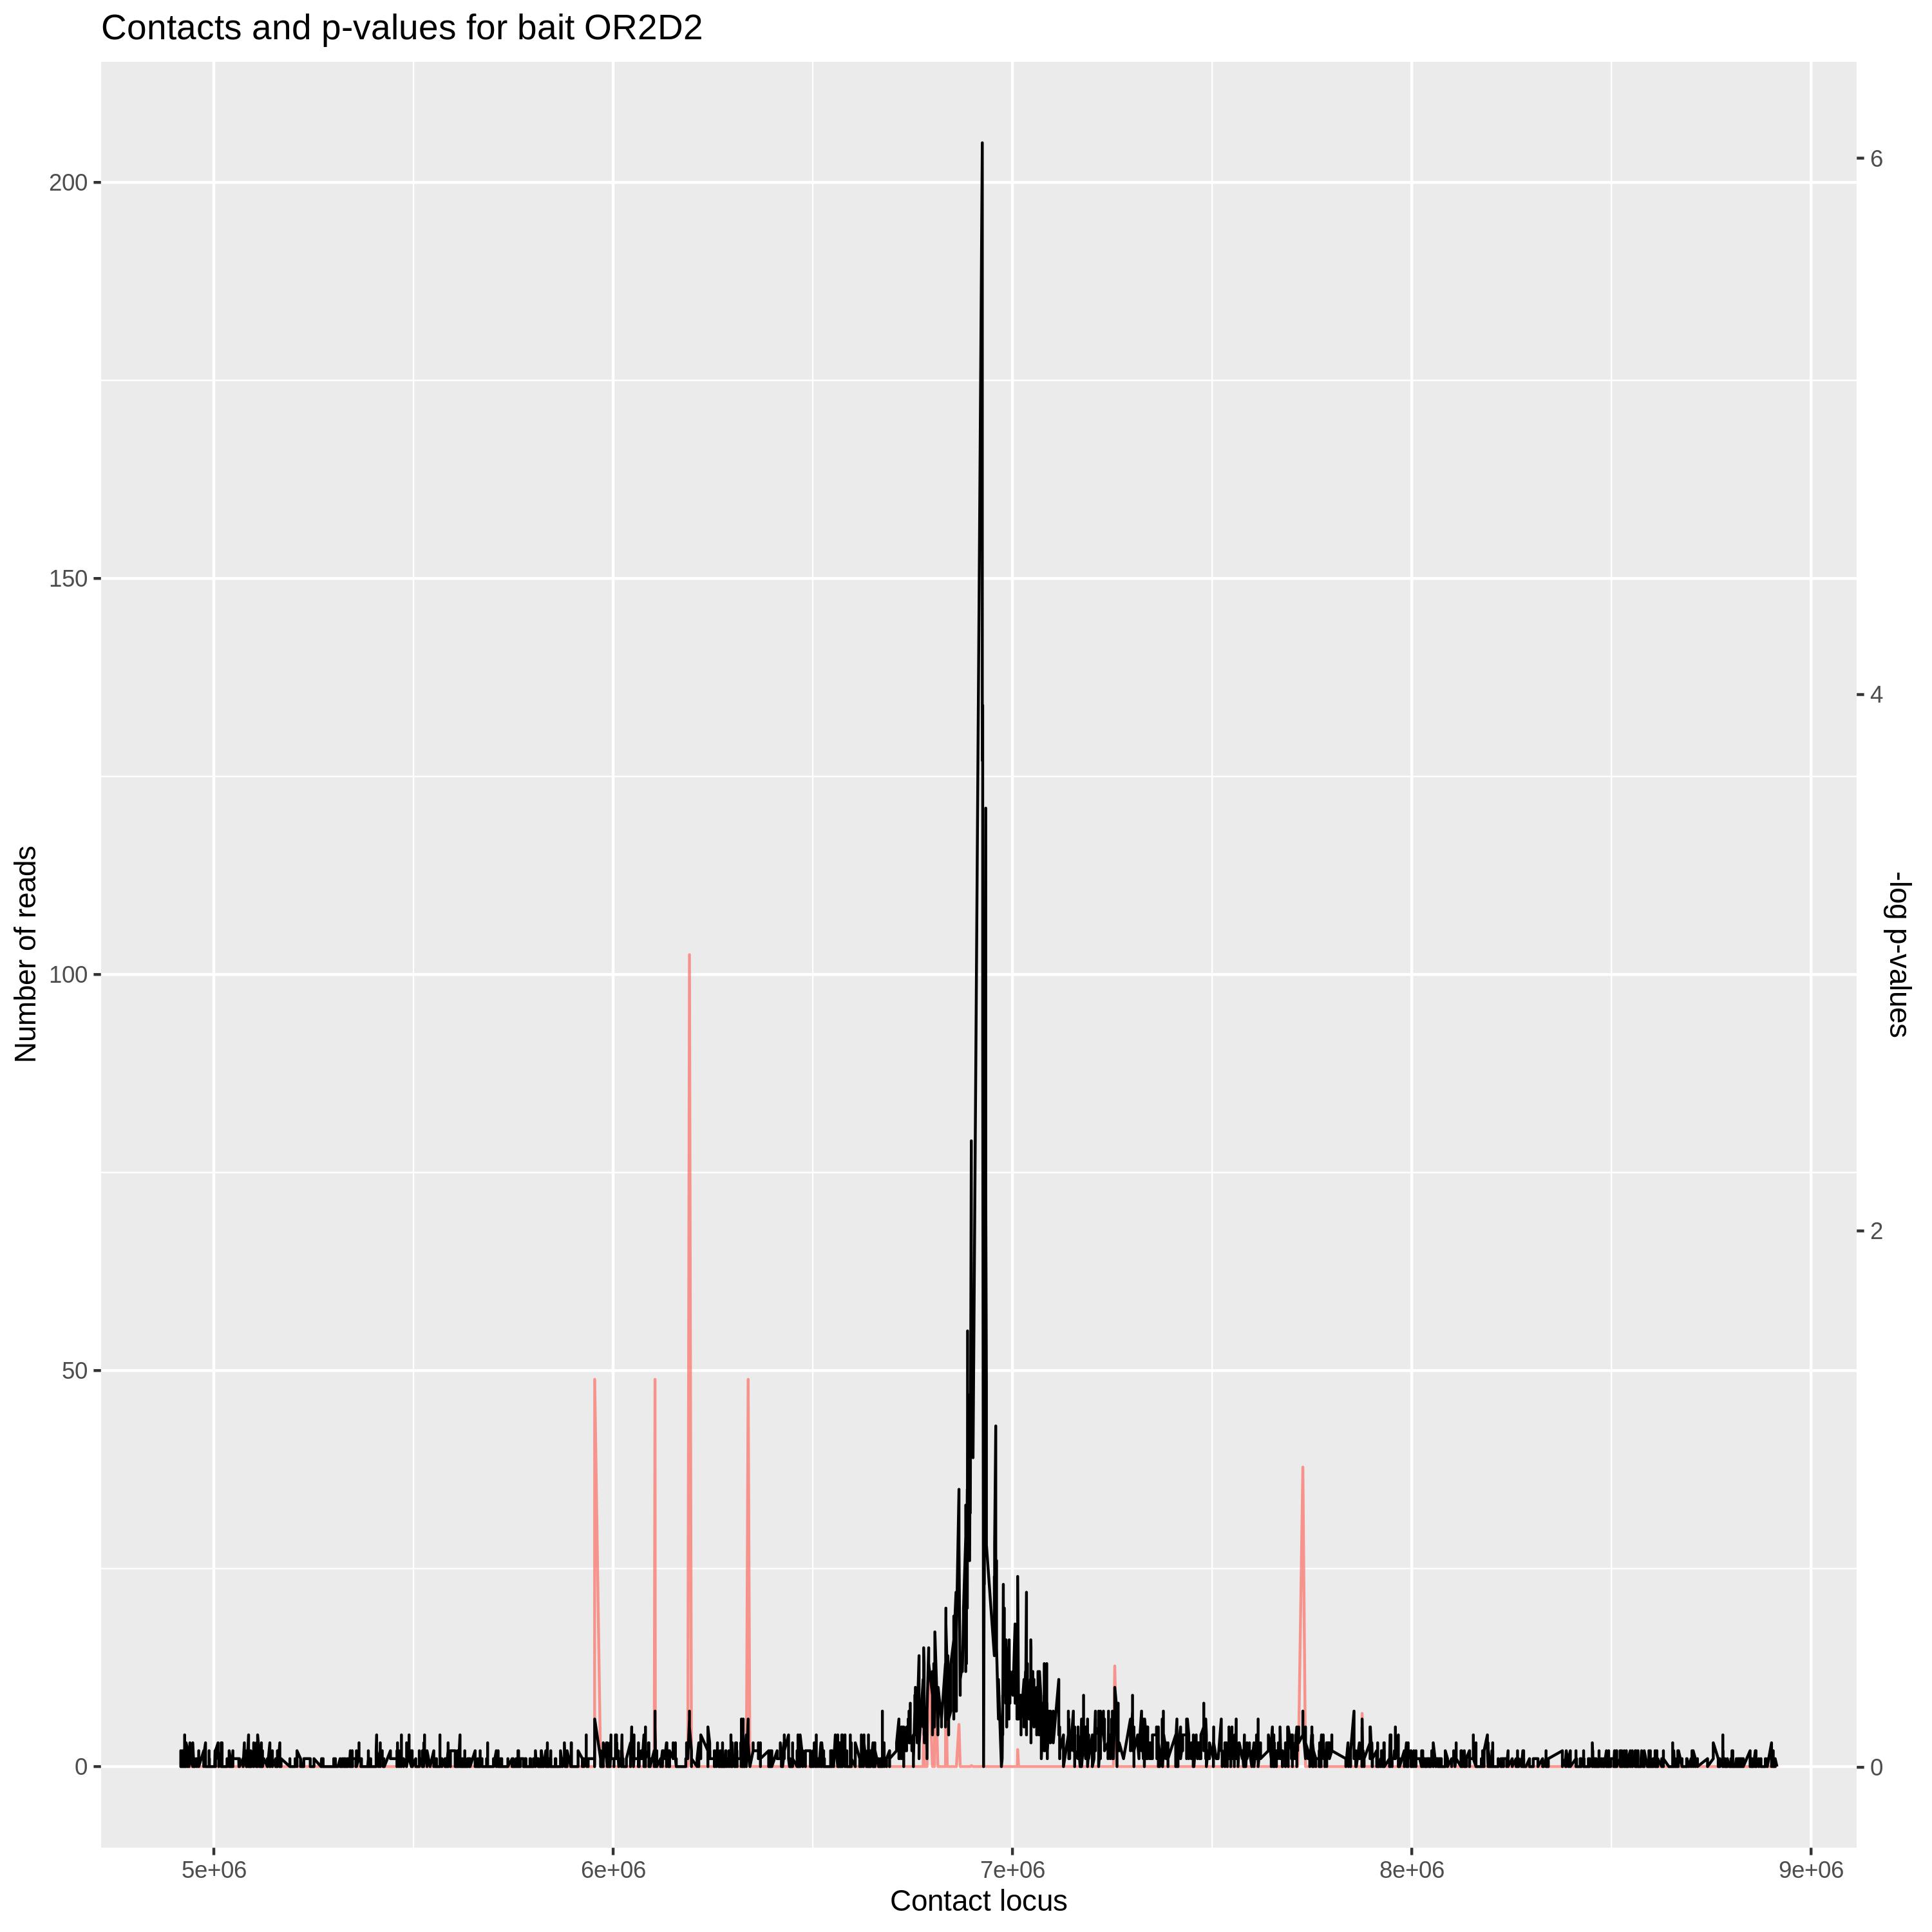 Contacts and p-values for bait OR2D2
200
150
100
50
0
6
4
2
0
Number of reads
-log p-values
5e+06
6e+06
7e+06
8e+06
9e+06
Contact locus